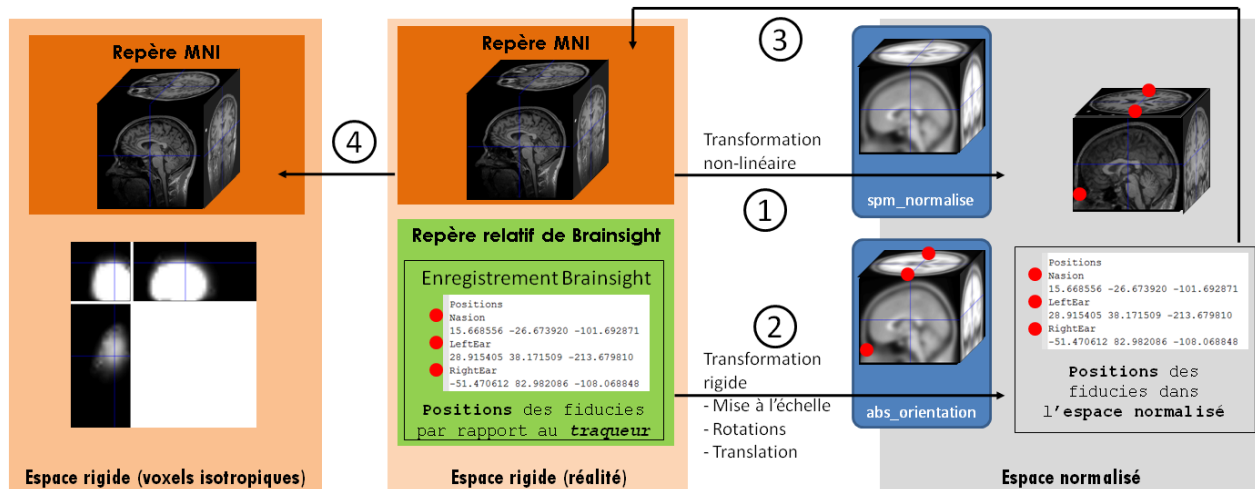 Repère MNI
4
Espace rigide (voxels isotropiques)
Repère MNI
Repère relatif de Brainsight
Enregistrement Brainsight
Positions
Nasion
15.668556 -26.673920 -101.692871
LeftEar
28.915405 38.171509 -213.679810
RightEar
-51.470612 82.982086 -108.068848
Positions des fiducies
par rapport au traqueur
Espace rigide (réalité)
3
Transformation
non-linéaire
1
2
Transformation
rigide
- Mise à l'échelle
- Rotations
- Translation
spm_normalise
abs_orientation
Positions
Nasion
15.668556 -26.673920 -101.692871
LeftEar
28.915405 38.171509 -213.679810
RightEar
-51.470612 82.982086 -108.068848
Positions des
fiducies dans
l'espace normalisé
Espace normalisé